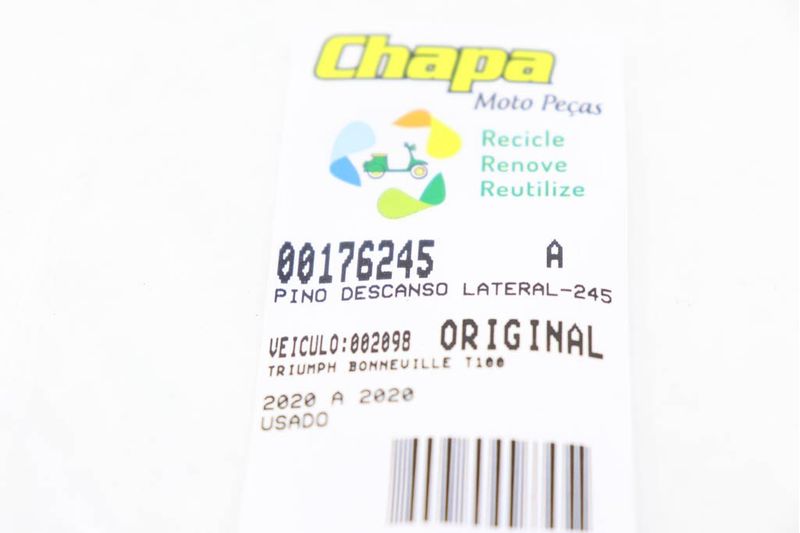 Chapa
Moto Peças
Recicle
Renove
Reutilize
00176245 A
PINO DESCANSO LATERAL-245
VEICULO:002098 ORIGINAL
TRIUMPH BONNEVILLE T100
2020 A 2020
USADO